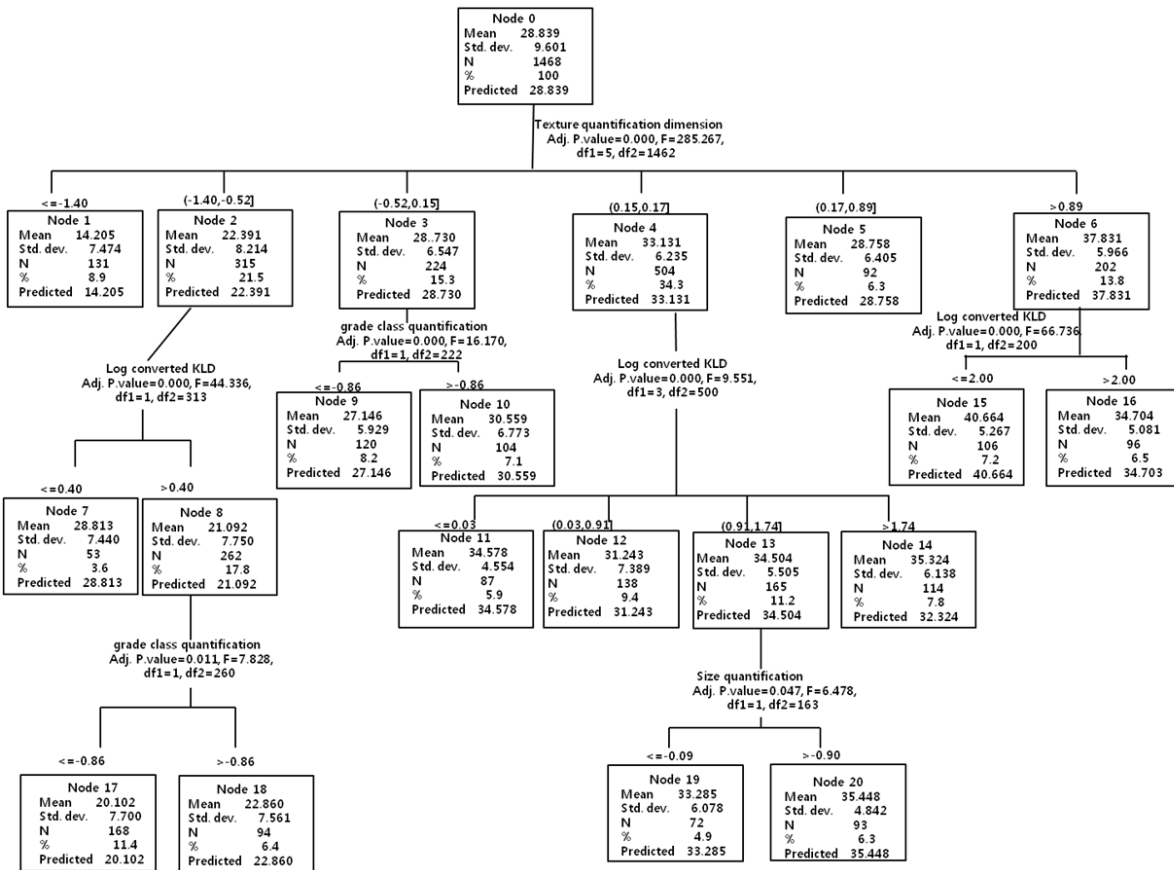 Node 0
Mean 28.839
Std. dev. 9.601
N 1468
% 100
Predicted 28.839
Texture quantification dimension
Adj. P.value=0.000, F=285.267,
df1=5, df2=1462
<=-1.40
Node 1
Mean 14.205
Std. dev. 7.474
N 131
% 8.9
Predicted 14.205
(-1.40,-0.52]
Node 2
Mean 22.391
Std. dev. 8.214
N 315
% 21.5
Predicted 22.391
(-0.52,0.15]
Node 3
Mean 28..730
Std. dev. 6.547
N 224
% 15.3
Predicted 28.730
(0.15,0.17]
Node 4
Mean 33.131
Std. dev. 6.235
N 504
% 34.3
Predicted 33.131
(0.17,0.89]
Node 5
Mean 28.758
Std. dev. 6.405
N 92
% 6.3
Predicted 28.758
>0.89
Node 6
Mean 37.831
Std. dev. 5.966
N 202
% 13.8
Predicted 37.831
Log converted KLD
Adj. P.value=0.000, F=44.336,
df1=1, df2=313
grade class quantification
Adj. P.value=0.000, F=16.170,
df1=1, df2=222
Log converted KLD
Adj. P.value=0.000, F=9.551,
df1=3, df2=500
Log converted KLD
Adj. P.value=0.000, F=66.736,
df1=1, df2=200
<=0.40
Node 7
Mean 28.813
Std. dev. 7.440
N 53
% 3.6
Predicted 28.813
>0.40
Node 8
Mean 21.092
Std. dev. 7.750
N 262
% 17.8
Predicted 21.092
<=-0.86
Node 9
Mean 27.146
Std. dev. 5.929
N 120
% 8.2
Predicted 27.146
>-0.86
Node 10
Mean 30.559
Std. dev. 6.773
N 104
% 7.1
Predicted 30.559
<=0.03
Node 11
Mean 34.578
Std. dev. 4.554
N 87
% 5.9
Predicted 34.578
(0.03,0.91]
Node 12
Mean 31.243
Std. dev. 7.389
N 138
% 9.4
Predicted 31.243
(0.91,1.74]
Node 13
Mean 34.504
Std. dev. 5.505
N 165
% 11.2
Predicted 34.504
>1.74
Node 14
Mean 35.324
Std. dev. 6.138
N 114
% 7.8
Predicted 32.324
<=2.00
Node 15
Mean 40.664
Std. dev. 5.267
N 106
% 7.2
Predicted 40.664
>2.00
Node 16
Mean 34.704
Std. dev. 5.081
N 96
% 6.5
Predicted 34.703
grade class quantification
Adj. P.value=0.011, F=7.828,
df1=1, df2=260
Size quantification
Adj. P.value=0.047, F=6.478,
df1=1, df2=163
<=-0.86
Node 17
Mean 20.102
Std. dev. 7.700
N 168
% 11.4
Predicted 20.102
>-0.86
Node 18
Mean 22.860
Std. dev. 7.561
N 94
% 6.4
Predicted 22.860
<=-0.09
Node 19
Mean 33.285
Std. dev. 6.078
N 72
% 4.9
Predicted 33.285
>-0.90
Node 20
Mean 35.448
Std. dev. 4.842
N 93
% 6.3
Predicted 35.448